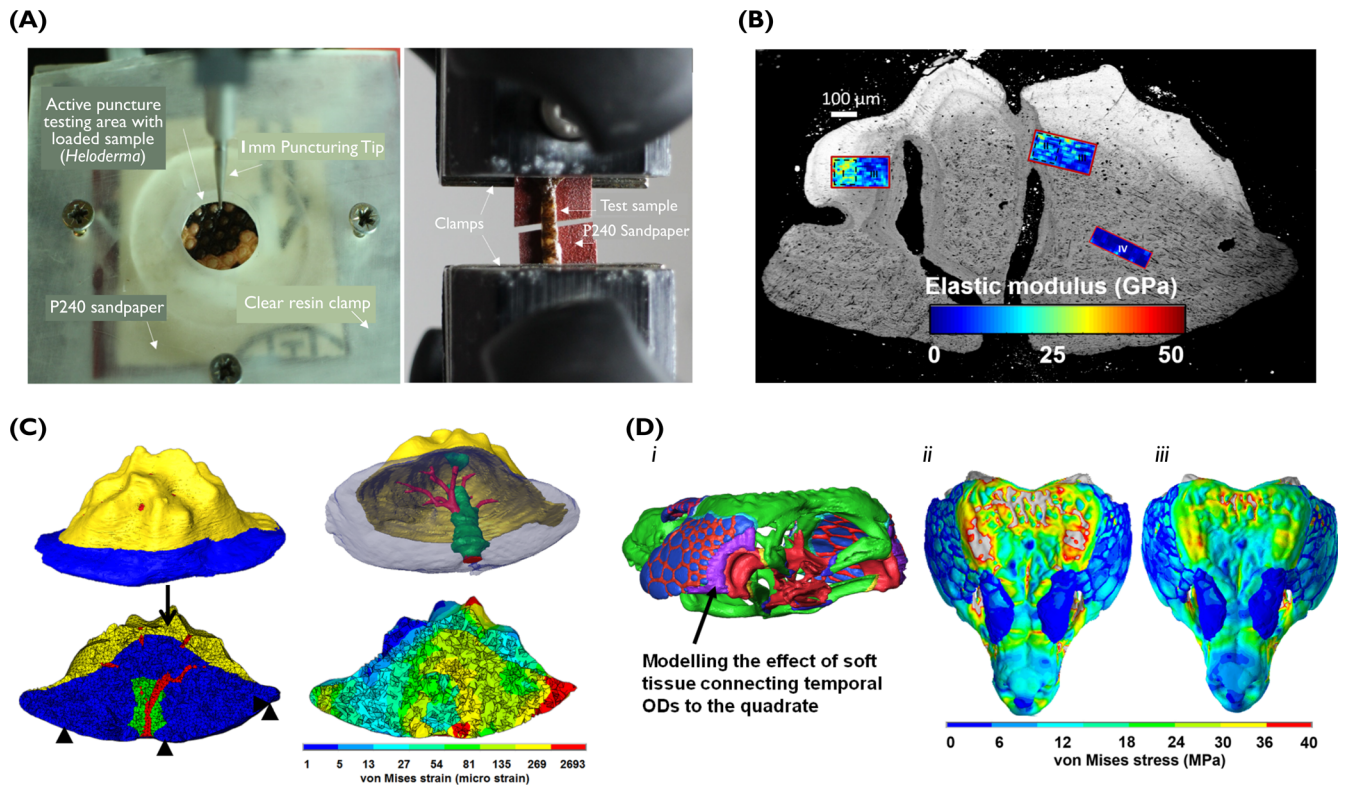 (A)
Active puncture
testing area with
loaded sample
(Heloderma)
1mm Puncturing Tip
P240 sandpaper
Clear resin clamp
Clamps
Test sample
P240 Sandpaper
(B)
100 µm
IV
Elastic modulus (GPa)
0 25 50
(C)
1 5 13 27 54 81 135 269 2693
von Mises strain (micro strain)
(D)
i
Modelling the effect of soft
tissue connecting temporal
ODs to the quadrate
ii
iii
0 6 12 18 24 30 36 40
von Mises stress (MPa)